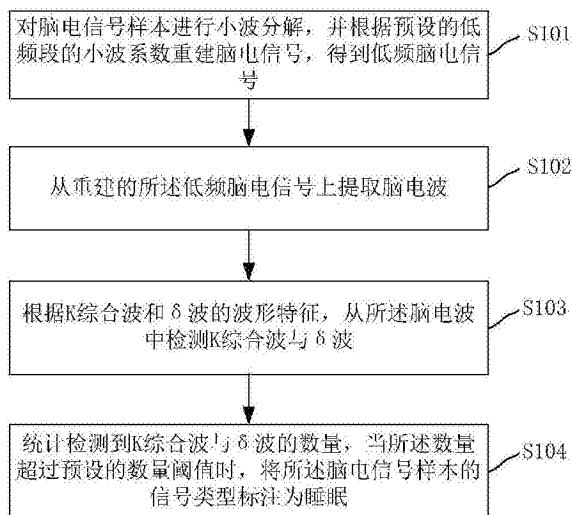 对脑电信号样本进行小波分解，并根据预设的低
频段的小波系数重建脑电信号，得到低频脑电信
号
S101
从重建的所述低频脑电信号上提取脑电波
S102
根据K综合波和δ波的波形特征，从所述脑电波
中检测K综合波与δ波
S103
统计检测到K综合波与δ波的数量，当所述数量
超过预设的数量阈值时，将所述脑电信号样本的
信号类型标注为睡眠
S104